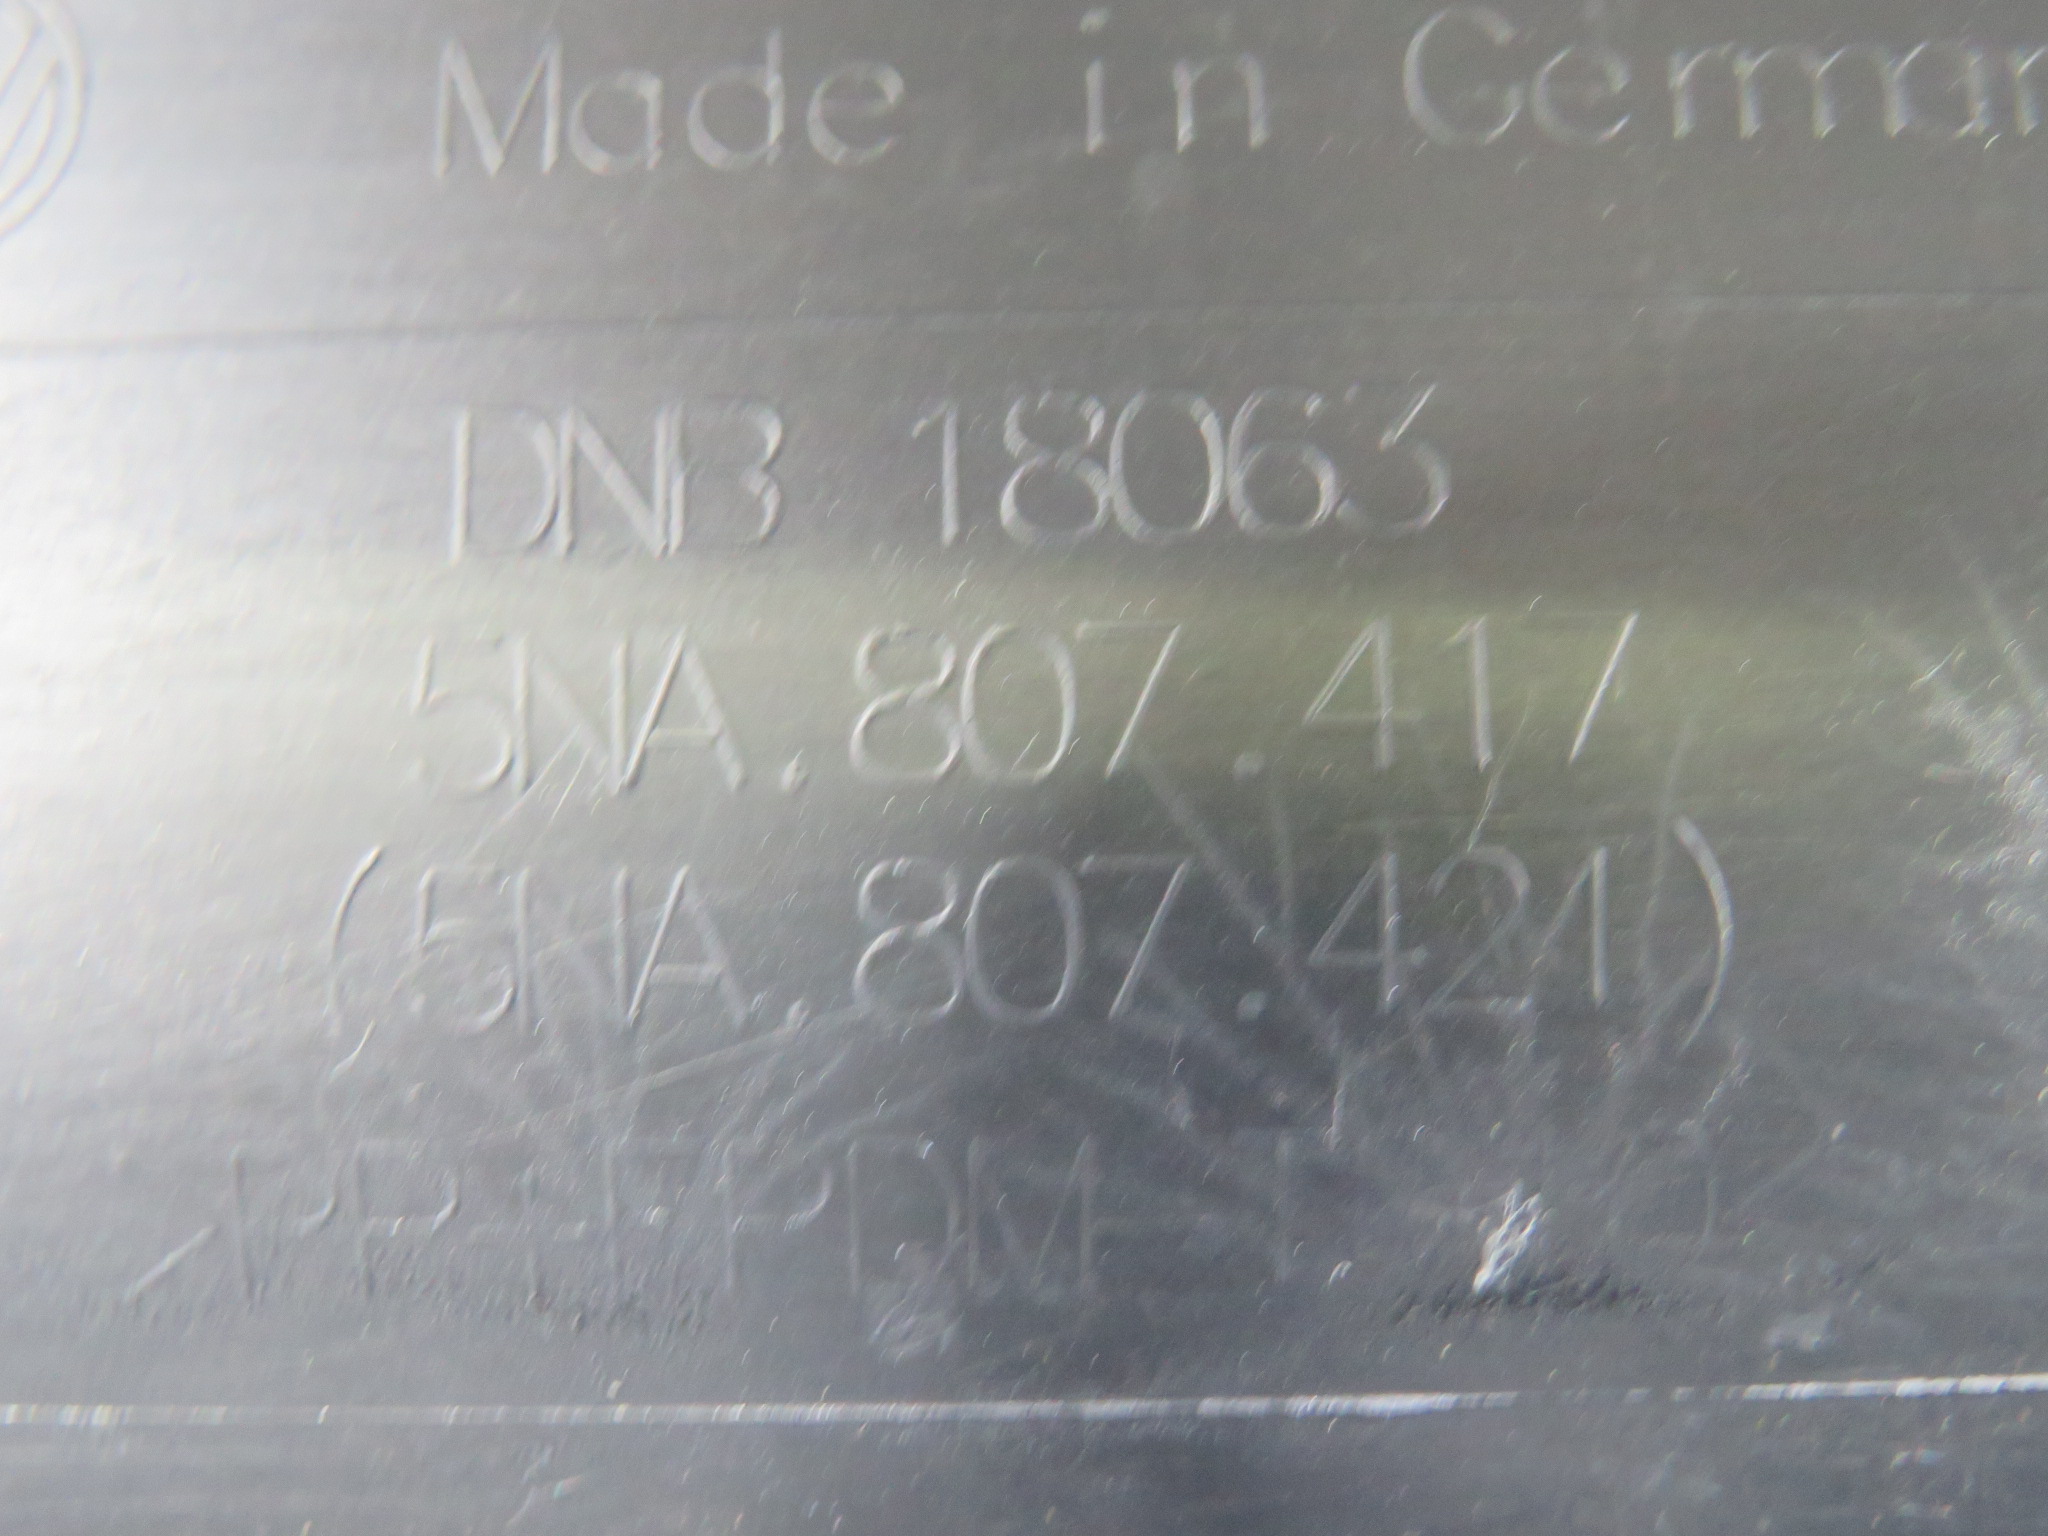 Made in German
DNB 18063
5NA.807.417
(5NA.807.421)